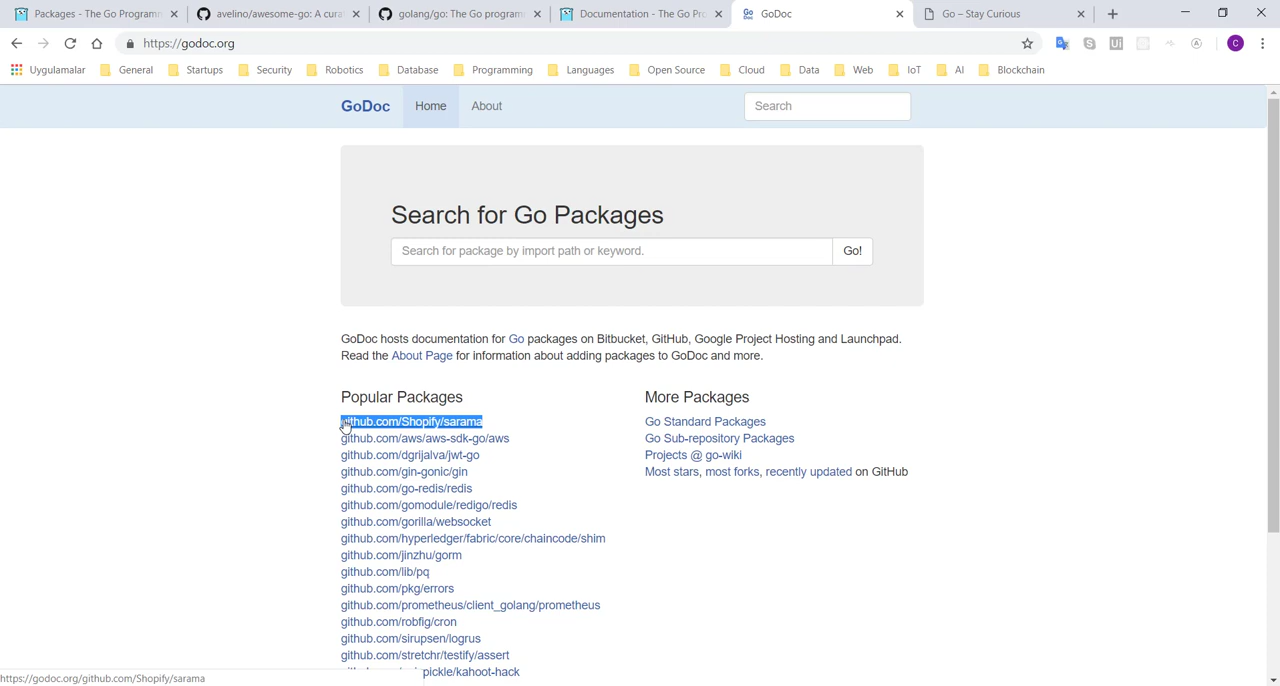 Packages - The Go Programm
avelino/awesome-go: A cura
golang/go: The Go program
Documentation - The Go Pro
GoDoc
Go – Stay Curious
https://godoc.org
C
Uygulamalar
General
Startups
Security
Robotics
Database
Programming
Languages
Open Source
Cloud
Data
Web
IoT
AI
Blockchain
GoDoc
Home
About
Search
Search for Go Packages
Search for package by import path or keyword.
Go!
GoDoc hosts documentation for Go packages on Bitbucket, GitHub, Google Project Hosting and Launchpad.
Read the About Page for information about adding packages to GoDoc and more.
Popular Packages
github.com/Shopify/sarama
github.com/aws/aws-sdk-go/aws
github.com/dgrijalva/jwt-go
github.com/gin-gonic/gin
github.com/go-redis/redis
github.com/gomodule/redigo/redis
github.com/gorilla/websocket
github.com/hyperledger/fabric/core/chaincode/shim
github.com/jinzhu/gorm
github.com/lib/pq
github.com/pkg/errors
github.com/prometheus/client_golang/prometheus
github.com/robfig/cron
github.com/sirupsen/logrus
github.com/stretchr/testify/assert
pickle/kahoot-hack
More Packages
Go Standard Packages
Go Sub-repository Packages
Projects @ go-wiki
Most stars, most forks, recently updated on GitHub
https://godoc.org/github.com/Shopify/sarama